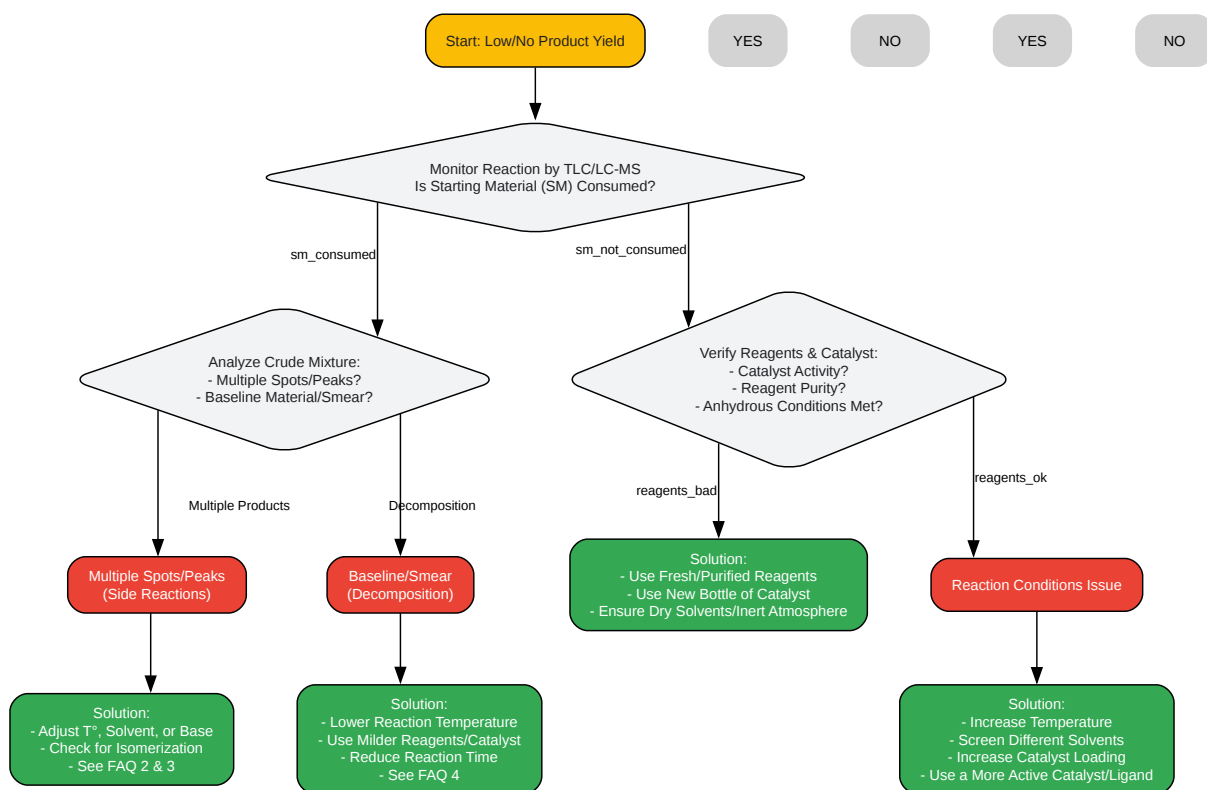 Start: Low/No Product Yield
YES
NO
YES
NO
Monitor Reaction by TLC/LC-MS
Is Starting Material (SM) Consumed?
sm_consumed
sm_not_consumed
Analyze Crude Mixture:
- Multiple Spots/Peaks?
- Baseline Material/Smear?
Verify Reagents & Catalyst:
- Catalyst Activity?
- Reagent Purity?
- Anhydrous Conditions Met?
Multiple Products
Decomposition
reagents_bad
reagents_ok
Multiple Spots/Peaks
(Side Reactions)
Baseline/Smear
(Decomposition)
Solution:
- Use Fresh/Purified Reagents
- Use New Bottle of Catalyst
- Ensure Dry Solvents/Inert Atmosphere
Reaction Conditions Issue
Solution:
- Adjust T°, Solvent, or Base
- Check for Isomerization
- See FAQ 2 & 3
Solution:
- Lower Reaction Temperature
- Use Milder Reagents/Catalyst
- Reduce Reaction Time
- See FAQ 4
Solution:
- Increase Temperature
- Screen Different Solvents
- Increase Catalyst Loading
- Use a More Active Catalyst/Ligand